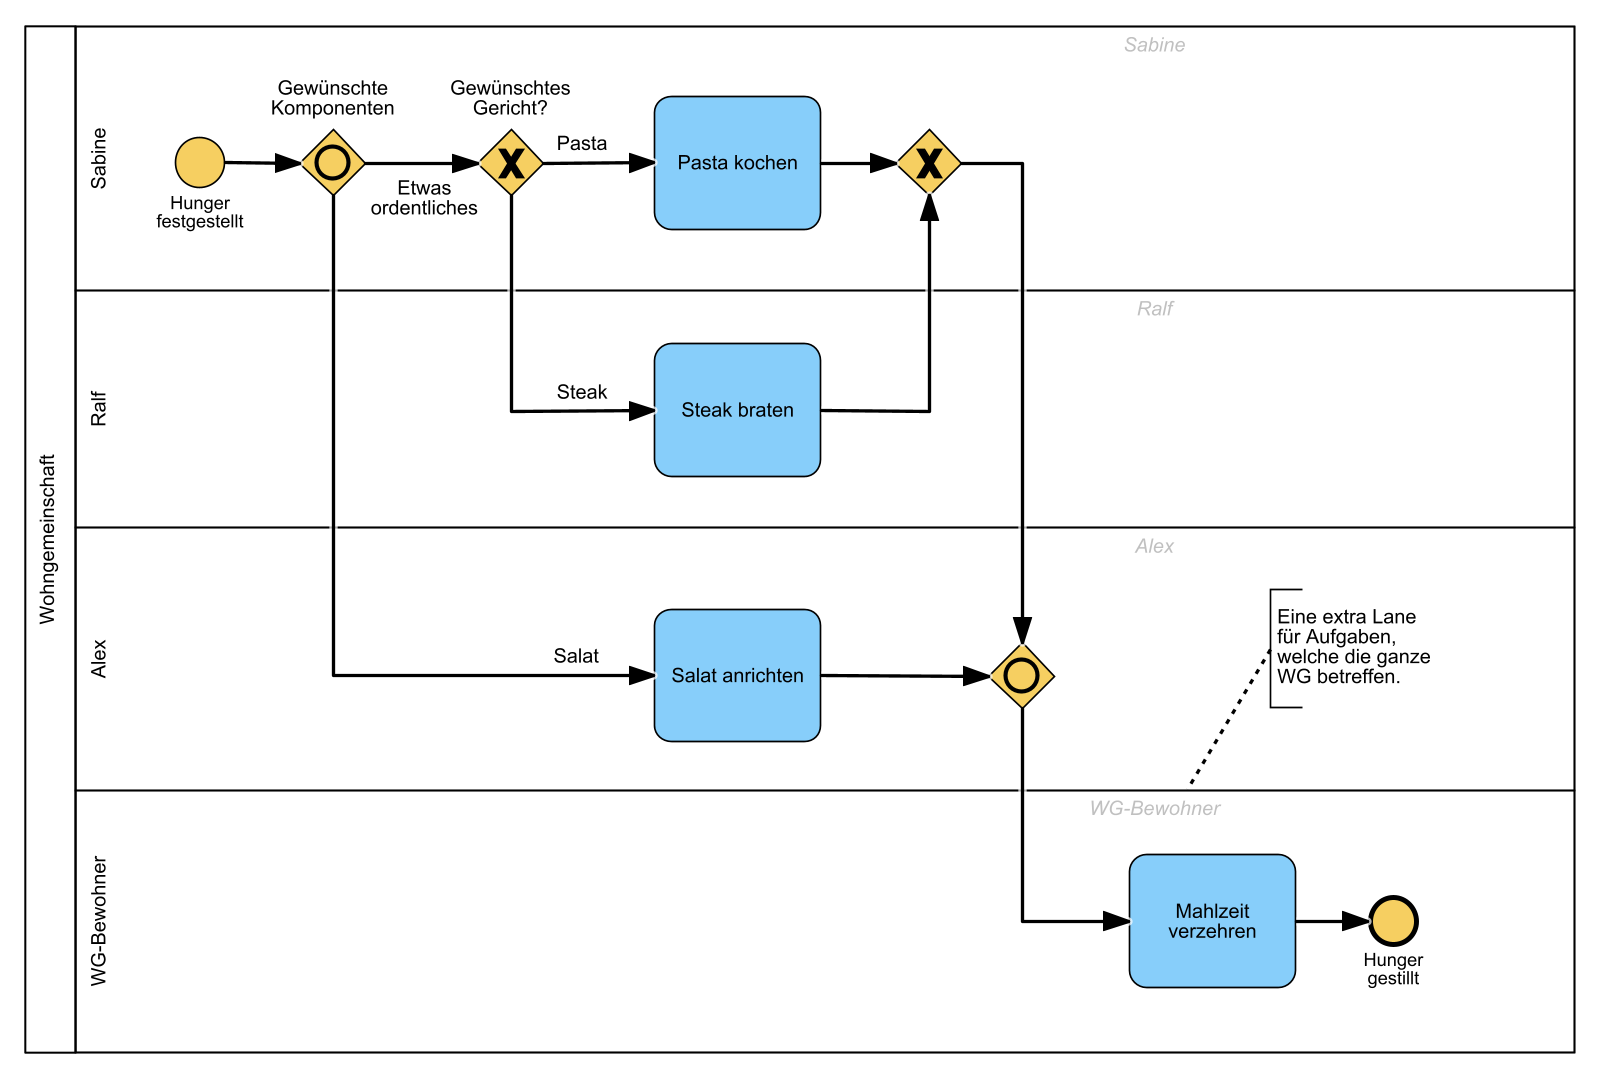 Wohngemeinschaft
Sabine
Sabine
Hunger
festgestellt
Gewünschte
Komponenten
Etwas
ordentliches
Gewünschtes
Gericht?
Pasta
Pasta kochen
Ralf
Ralf
Steak
Steak braten
Alex
Alex
Salat
Salat anrichten
Eine extra Lane
für Aufgaben,
welche die ganze
WG betreffen.
WG-Bewohner
WG-Bewohner
Mahlzeit
verzehren
Hunger
gestillt